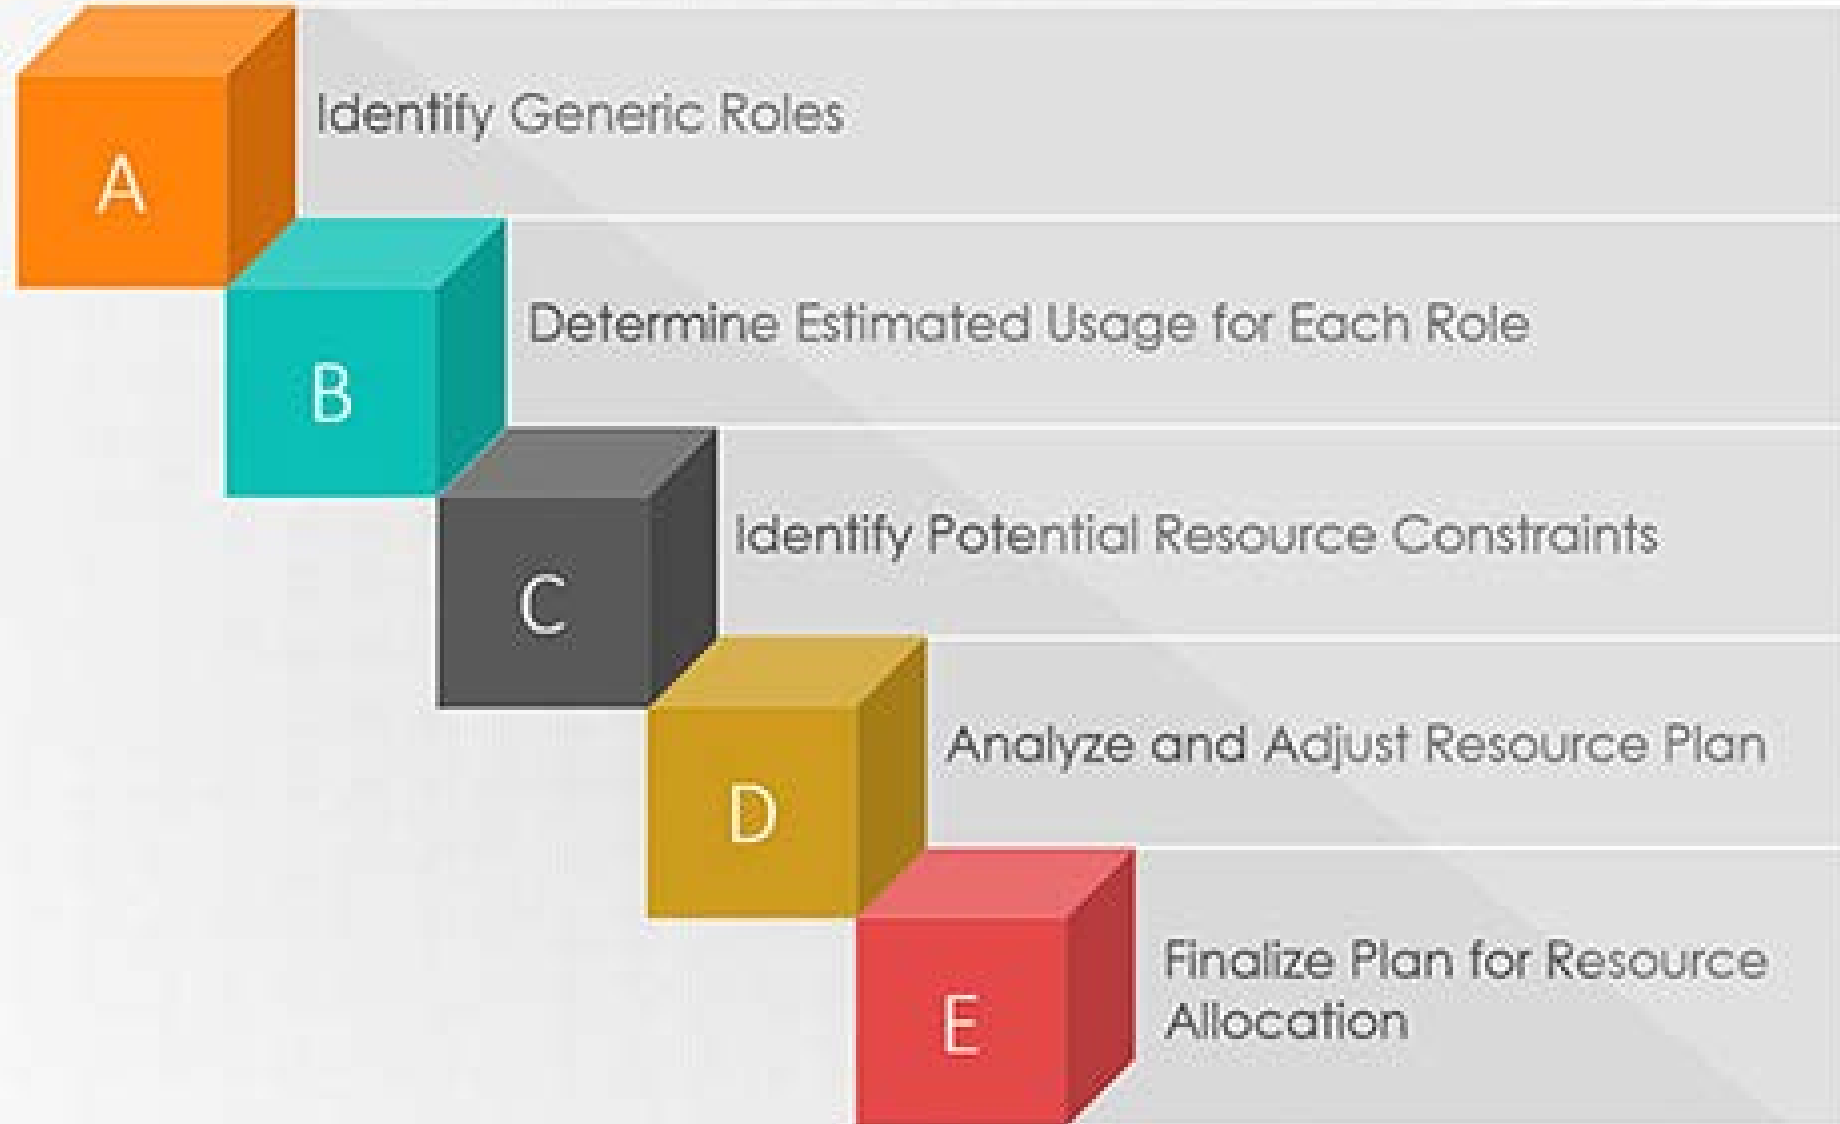 A
Identify Generic Roles
B
Determine Estimated Usage for Each Role
C
Identify Potential Resource Constraints
D
Analyze and Adjust Resource Plan
E
Finalize Plan for Resource
Allocation